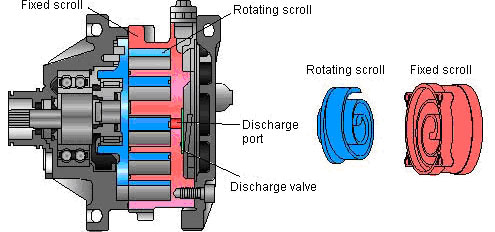 Fixed scroll
Rotating scroll
Rotating scroll
Fixed scroll
Discharge
port
Discharge valve